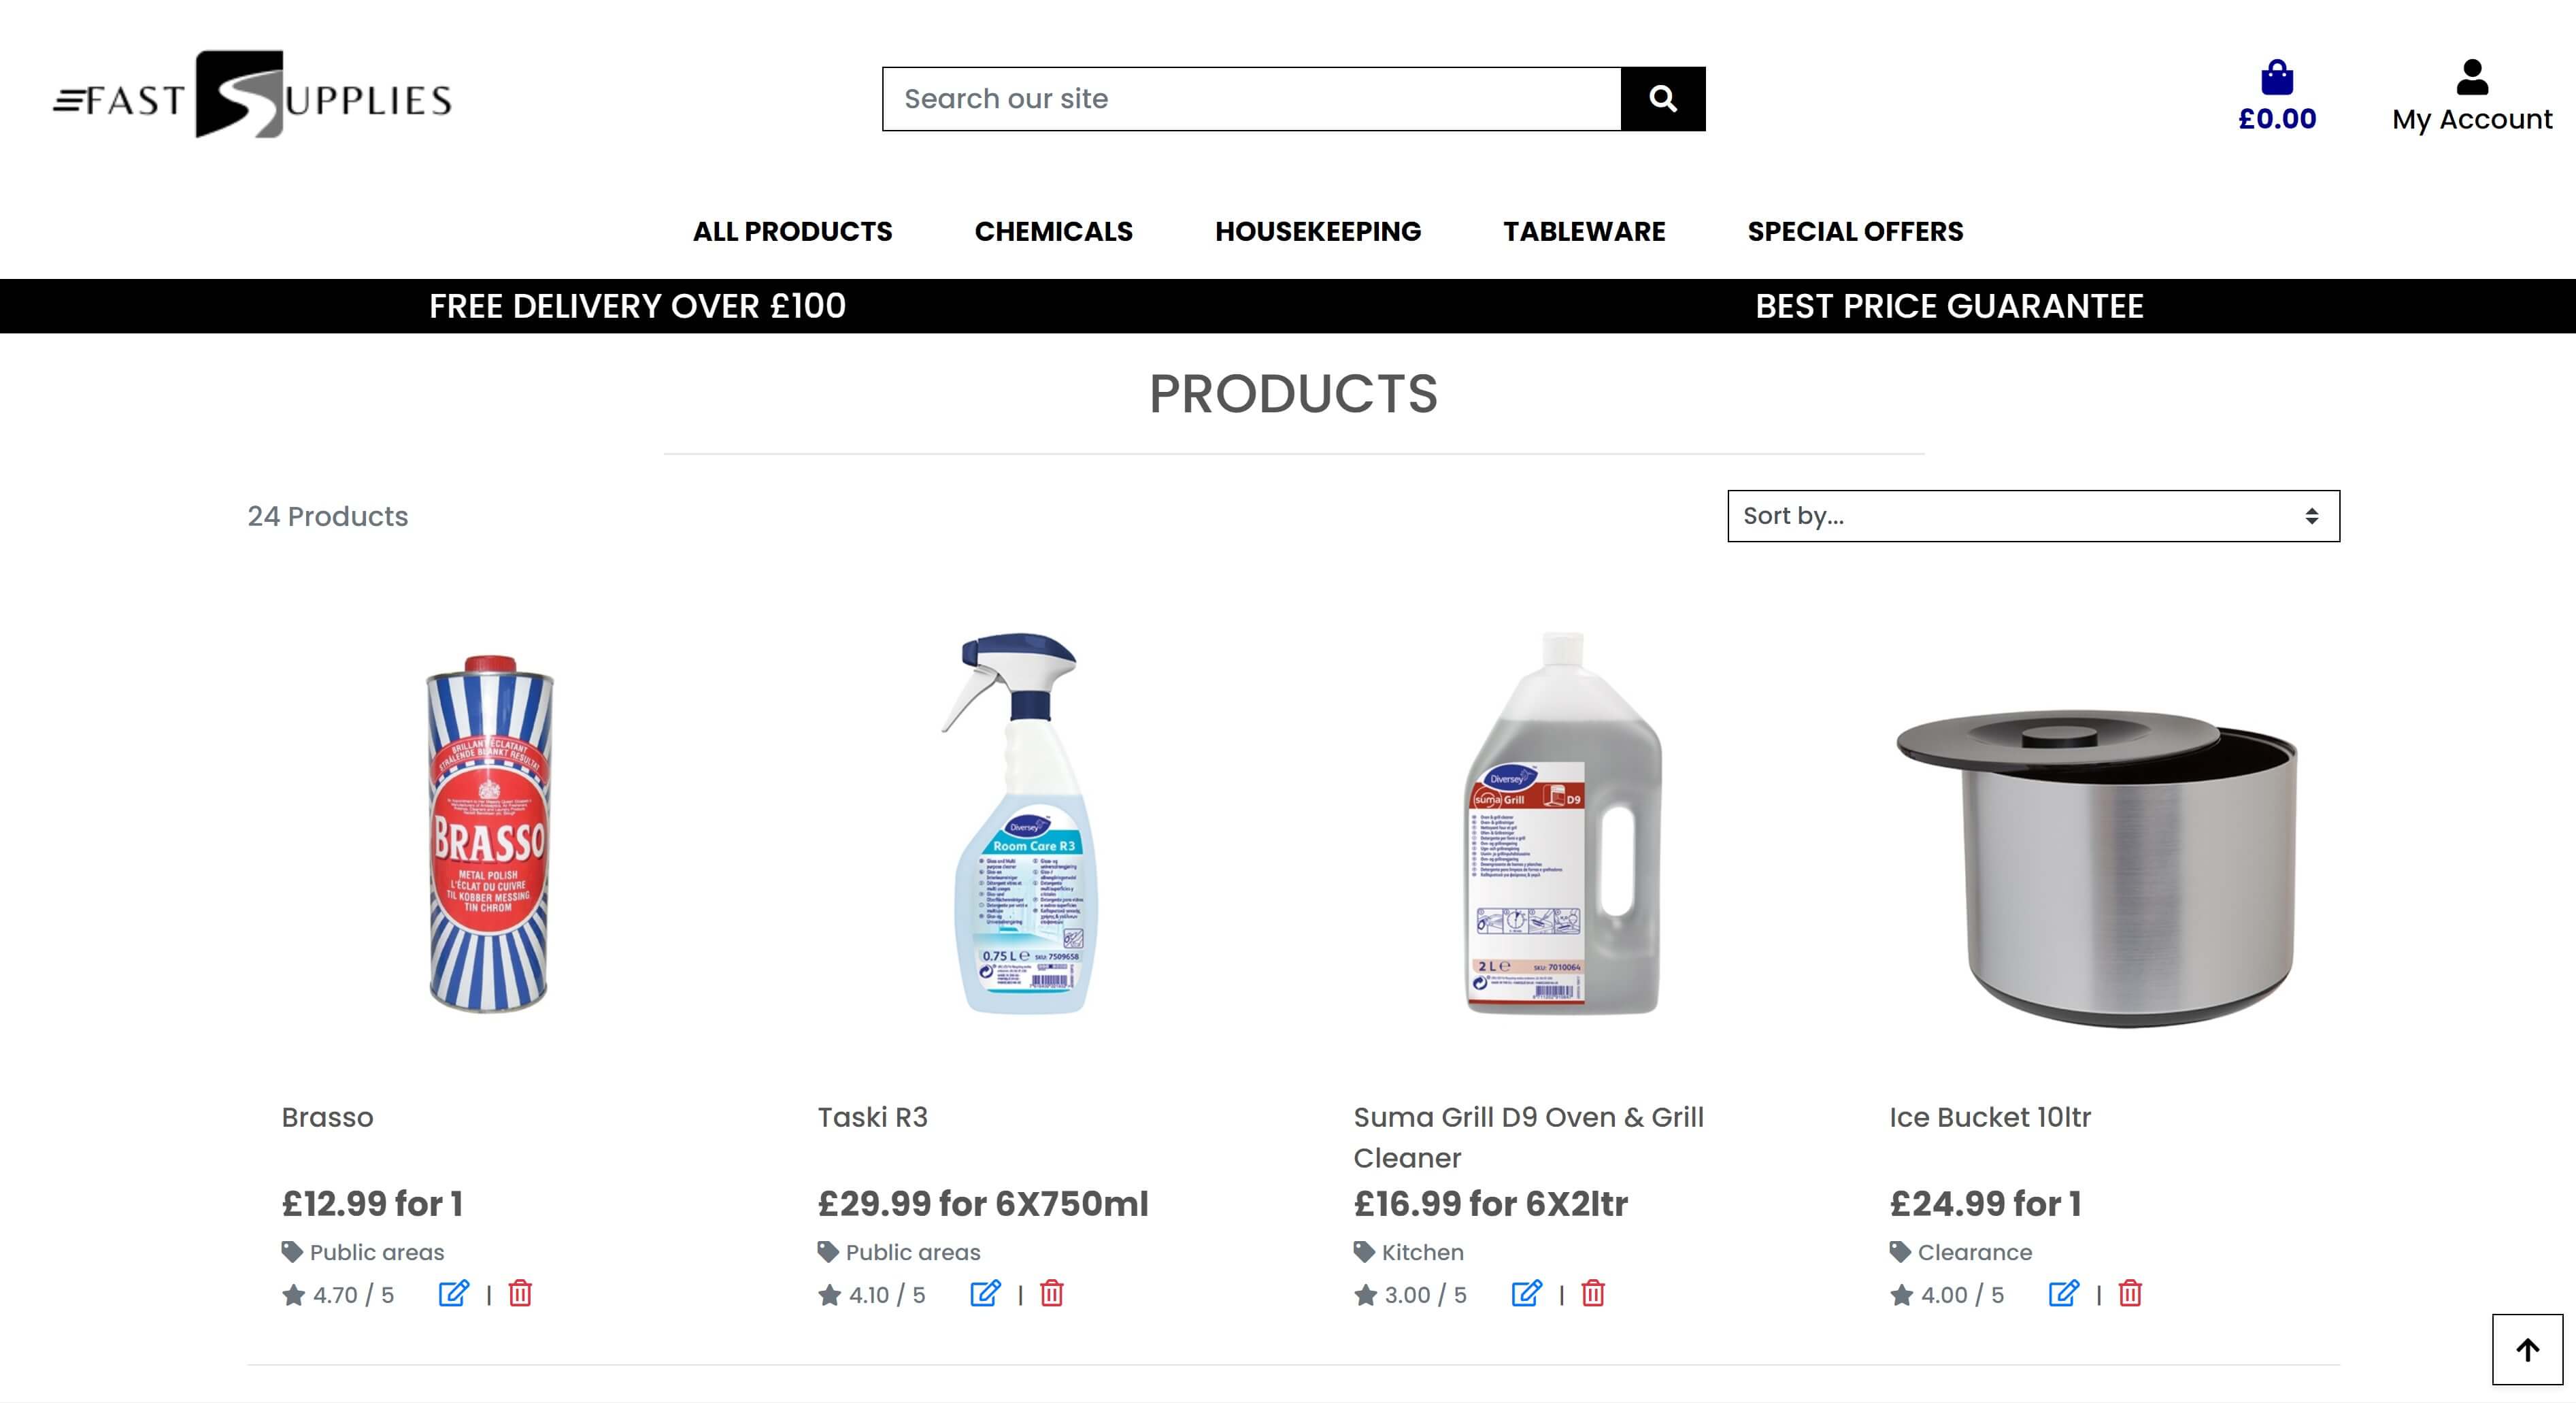 FAST SUPPLIES
Search our site
£0.00
My Account
ALL PRODUCTS CHEMICALS HOUSEKEEPING TABLEWARE SPECIAL OFFERS
FREE DELIVERY OVER £100 BEST PRICE GUARANTEE
PRODUCTS
24 Products
Sort by...
BRILLANT ECLATANT
STRALENDE BLANKT RESULTAT
BRASSO
METAL POLISH
L'ÉCLAT DU CUIVRE
TIL KOBBER MESSING
TIN CHROM
Diversey
Room Care R3
0.75 L e SKU: 7509658
Diversey
suma Grill D9
2 L e SKU: 7010064
Brasso
£12.99 for 1
Public areas
4.70 / 5 |
Taski R3
£29.99 for 6X750ml
Public areas
4.10 / 5 |
Suma Grill D9 Oven & Grill
Cleaner
£16.99 for 6X2ltr
Kitchen
3.00 / 5 |
Ice Bucket 10ltr
£24.99 for 1
Clearance
4.00 / 5 |